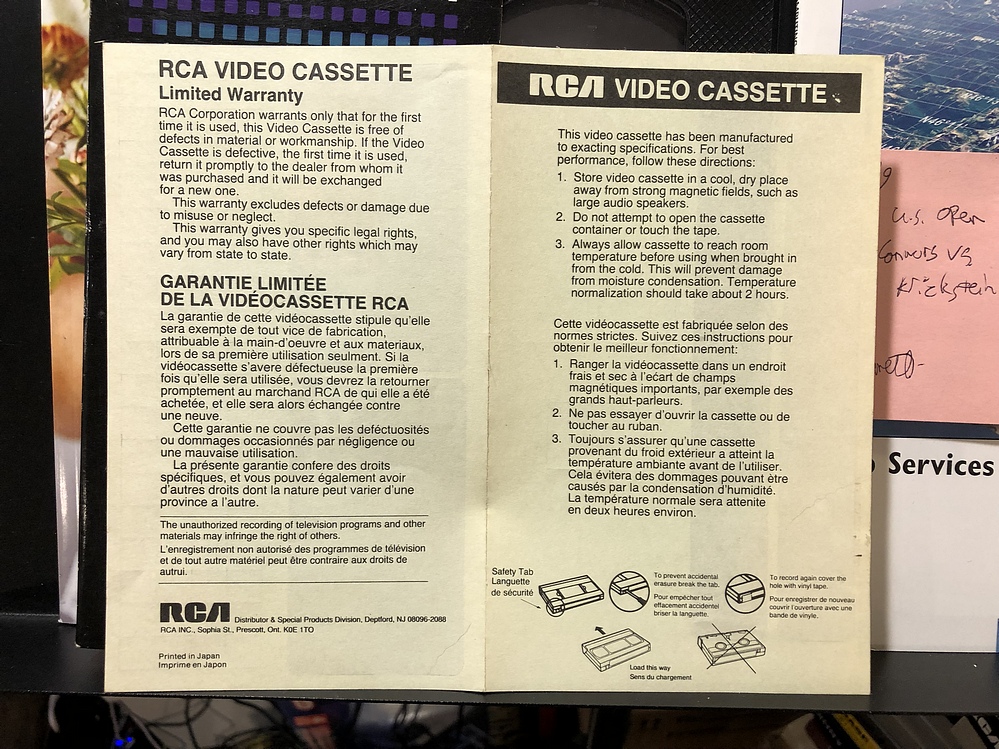 RCA VIDEO CASSETTE
Limited Warranty
RCA Corporation warrants only that for the first
time it is used, this Video Cassette is free of
defects in material or workmanship. If the Video
Cassette is defective, the first time it is used,
return it promptly to the dealer from whom it
was purchased and it will be exchanged
for a new one.
This warranty excludes defects or damage due
to misuse or neglect.
This warranty gives you specific legal rights,
and you may also have other rights which may
vary from state to state.
GARANTIE LIMITÉE
DE LA VIDÉOCASSETTE RCA
La garantie de cette vidéocassette stipule qu'elle
sera exempte de tout vice de fabrication,
attribuable à la main-d'oeuvre et aux materiaux,
lors de sa première utilisation seulment. Si la
vidéocassette s'avere défectueuse la première
fois qu'elle sera utilisée, vous devrez la retourner
promptement au marchand RCA de qui elle a été
achetée, et elle sera alors échangée contre
une neuve.
Cette garantie ne couvre pas les deféctuosités
ou dommages occasionnés par négligence ou
une mauvaise utilisation.
La présente garantie confere des droits
spécifiques, et vous pouvez également avoir
d'autres droits dont la nature peut varier d'une
province a l'autre.
The unauthorized recording of television programs and other
materials may infringe the right of others.
L'enregistrement non autorisé des programmes de télévision
et de tout autre matériel peut être contraire aux droits de
autrui.
RCA Distributor & Special Products Division, Deptford, NJ 08096-2088
RCA INC., Sophia St., Prescott, Ont. K0E 1TO
Printed in Japan
Imprime en Japon
RCA VIDEO CASSETTE
This video cassette has been manufactured
to exacting specifications. For best
performance, follow these directions:
1. Store video cassette in a cool, dry place
away from strong magnetic fields, such as
large audio speakers.
2. Do not attempt to open the cassette
container or touch the tape.
3. Always allow cassette to reach room
temperature before using when brought in
from the cold. This will prevent damage
from moisture condensation. Temperature
normalization should take about 2 hours.
Cette vidéocassette est fabriquée selon des
normes strictes. Suivez ces instructions pour
obtenir le meilleur fonctionnement:
1. Ranger la vidéocassette dans un endroit
frais et sec à l'ecárt de champs
magnétiques importants, par exemple des
grands haut-parleurs.
2. Ne pas essayer d'ouvrir la cassette ou de
toucher au ruban.
3. Toujours s'assurer qu'une cassette
provenant du froid extérieur a atteint la
température ambiante avant de l'utiliser.
Cela évitera des dommages pouvant être
causés par la condensation d'humidité.
La température normale sera attenite
en deux heures environ.
Safety Tab
Languette
de sécurité
To prevent accidental
erasure break the tab.
Pour empêcher tout
effacement accidentel
briser la languette.
To record again cover the
hole with vinyl tape.
Pour enregistrer de nouveau
couvrir l'ouverture avec une
bande de vinyle.
Load this way
Sens du chargement
U.S. Open
Connors vs
Krickstein
Services
RCA